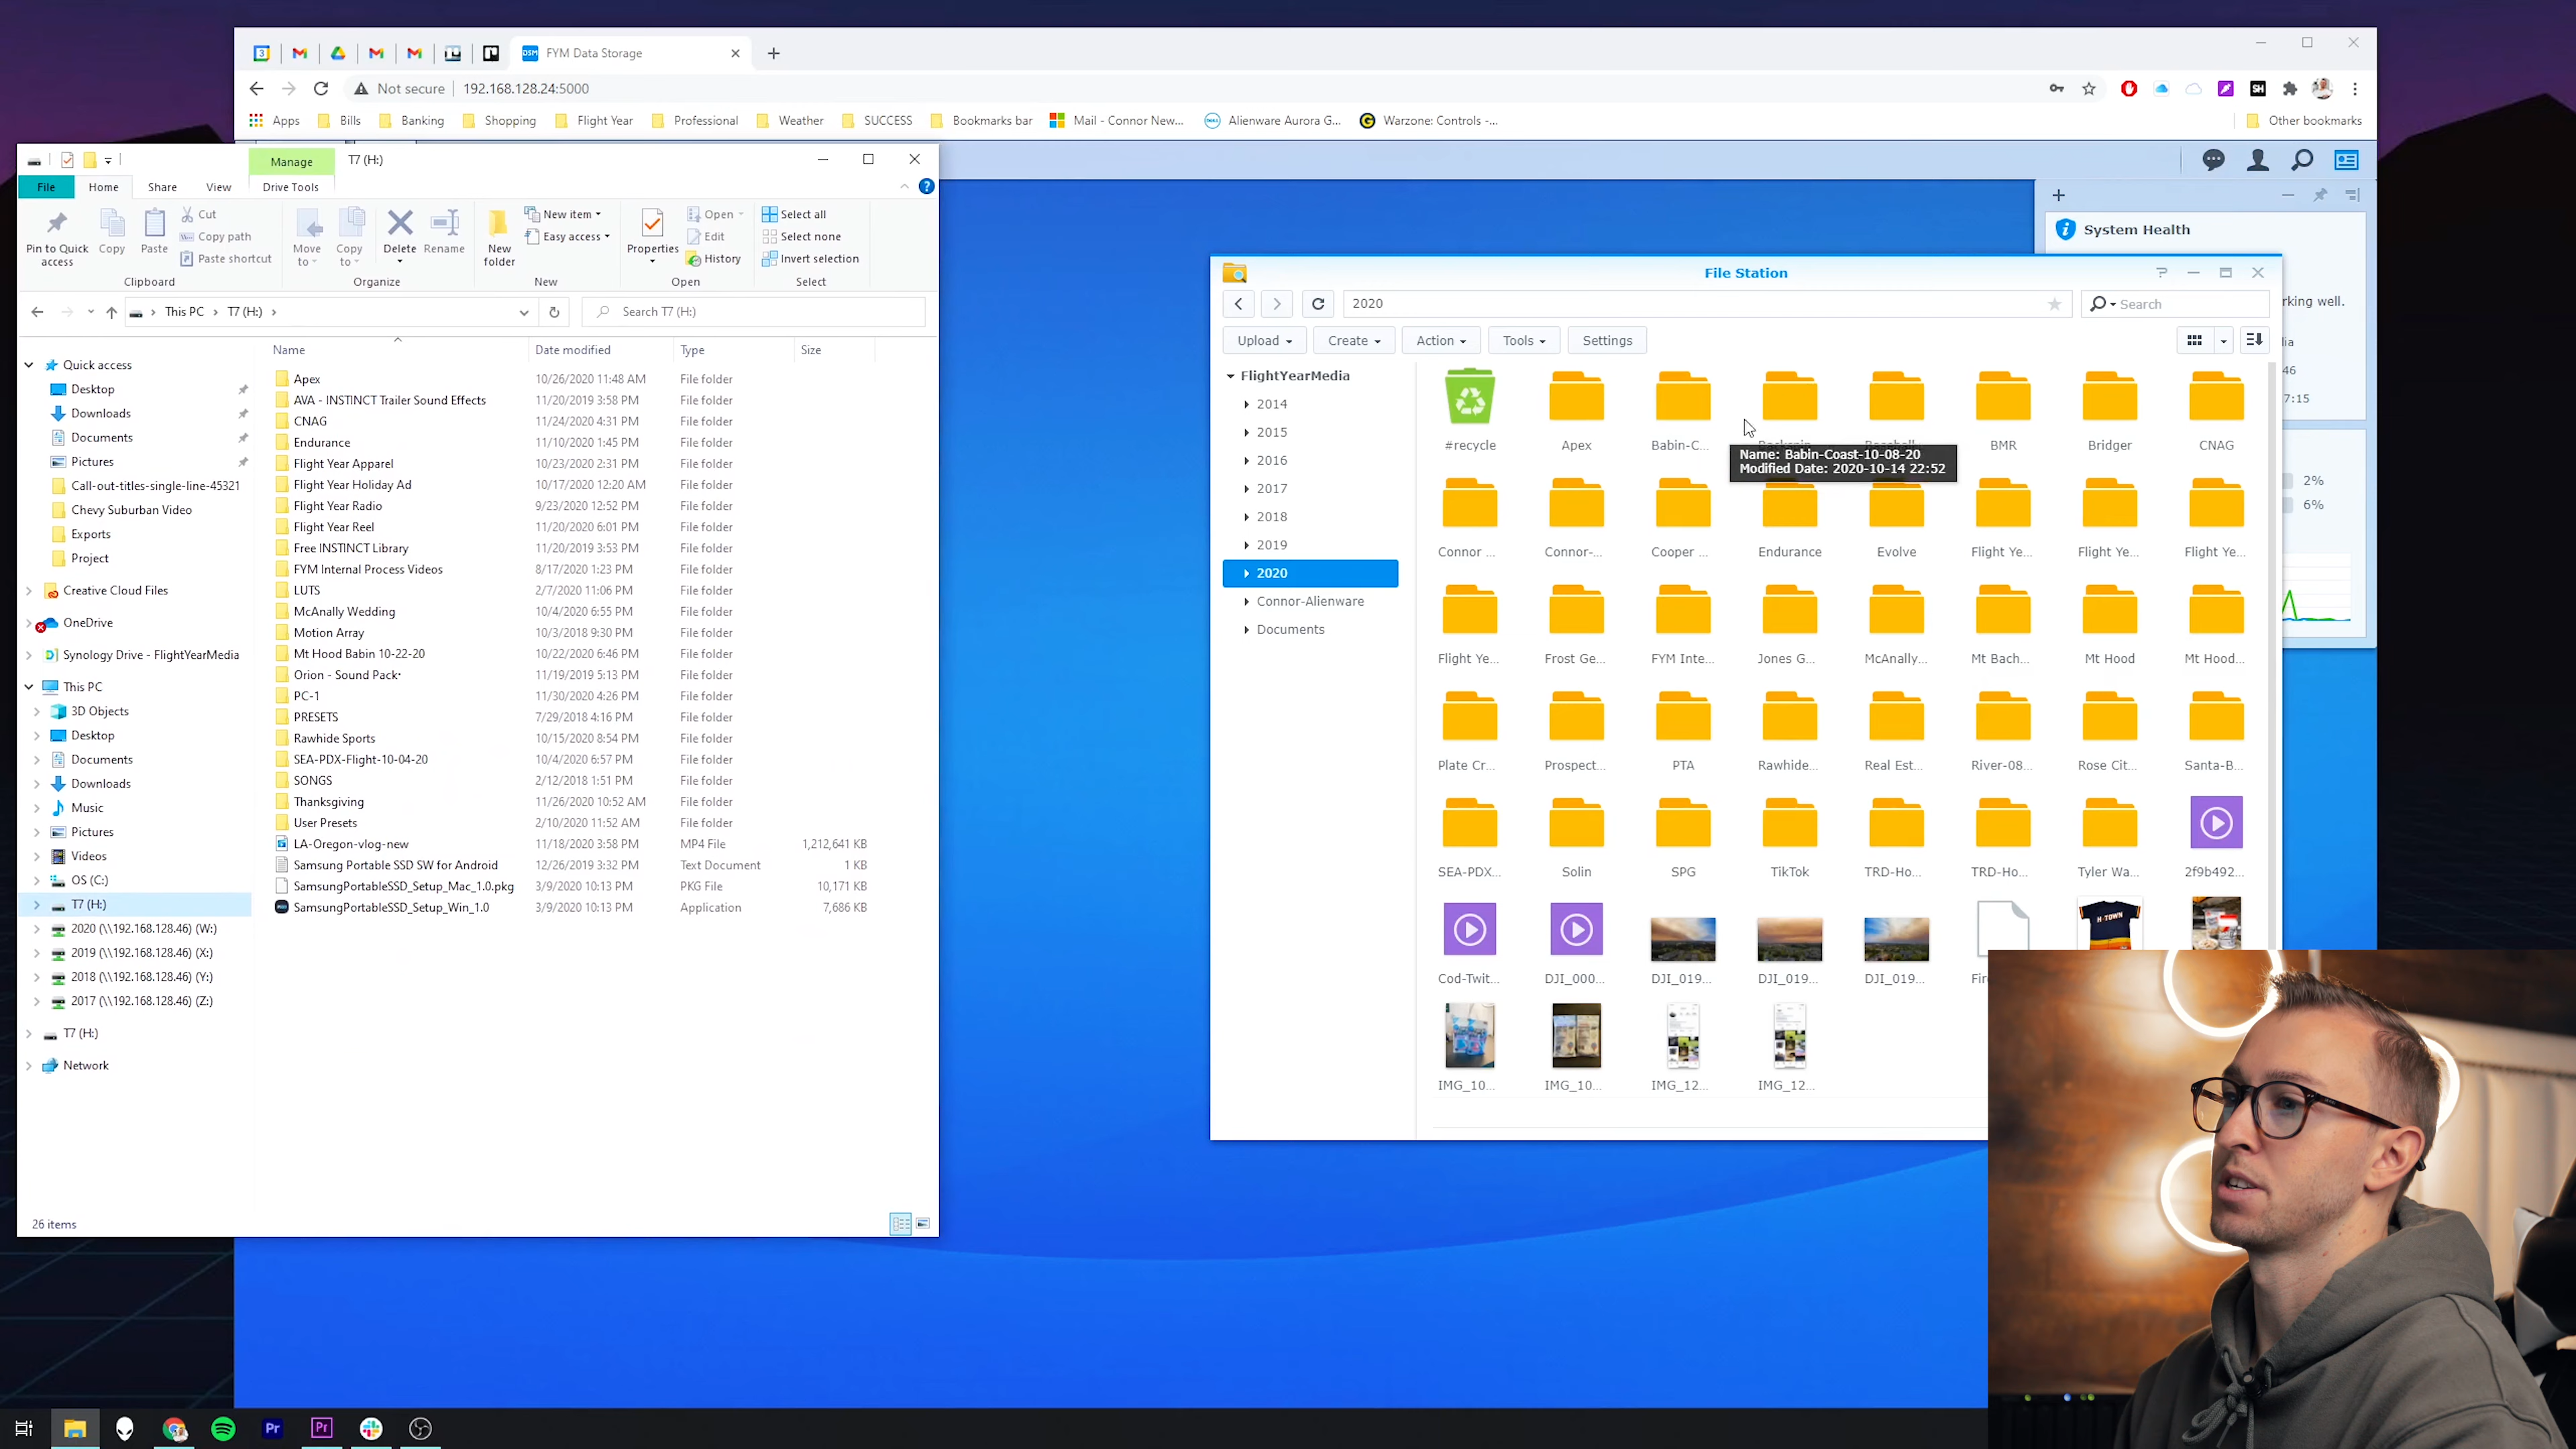 3
DSM FYM Data Storage
Not secure 192.168.128.24:5000
SH
Apps Bills Banking Shopping Flight Year Professional Weather SUCCESS Bookmarks bar Mail - Connor New... Alienware Aurora G... Warzone: Controls -... Other bookmarks
Manage T7 (H:)
File Home Share View Drive Tools
Pin to Quick access
Copy
Paste
Cut
Copy path
Paste shortcut
Clipboard
Move to
Copy to
Delete
Rename
Organize
New folder
New item
Easy access
New
Properties
Open
Edit
History
Open
Select all
Select none
Invert selection
Select
This PC > T7 (H:) >
Search T7 (H:)
Quick access
Desktop
Downloads
Documents
Pictures
Call-out-titles-single-line-45321
Chevy Suburban Video
Exports
Project
Creative Cloud Files
OneDrive
Synology Drive - FlightYearMedia
This PC
3D Objects
Desktop
Documents
Downloads
Music
Pictures
Videos
OS (C:)
T7 (H:)
2020 (\\192.168.128.46) (W:)
2019 (\\192.168.128.46) (X:)
2018 (\\192.168.128.46) (Y:)
2017 (\\192.168.128.46) (Z:)
T7 (H:)
Network
Name Date modified Type Size
Apex 10/26/2020 11:48 AM File folder
AVA - INSTINCT Trailer Sound Effects 11/20/2019 3:58 PM File folder
CNAG 11/24/2020 4:31 PM File folder
Endurance 11/10/2020 1:45 PM File folder
Flight Year Apparel 10/23/2020 2:31 PM File folder
Flight Year Holiday Ad 10/17/2020 12:20 AM File folder
Flight Year Radio 9/23/2020 12:52 PM File folder
Flight Year Reel 11/20/2020 6:01 PM File folder
Free INSTINCT Library 11/20/2019 3:53 PM File folder
FYM Internal Process Videos 8/17/2020 1:23 PM File folder
LUTS 2/7/2020 11:06 PM File folder
McAnally Wedding 10/4/2020 6:55 PM File folder
Motion Array 10/3/2018 9:30 PM File folder
Mt Hood Babin 10-22-20 10/22/2020 6:46 PM File folder
Orion - Sound Pack· 11/19/2019 5:13 PM File folder
PC-1 11/30/2020 4:26 PM File folder
PRESETS 7/29/2018 4:16 PM File folder
Rawhide Sports 10/15/2020 8:54 PM File folder
SEA-PDX-Flight-10-04-20 10/4/2020 6:57 PM File folder
SONGS 2/12/2018 1:51 PM File folder
Thanksgiving 11/26/2020 10:52 AM File folder
User Presets 2/10/2020 11:52 AM File folder
LA-Oregon-vlog-new 11/18/2020 3:58 PM MP4 File 1,212,641 KB
Samsung Portable SSD SW for Android 12/26/2019 3:32 PM Text Document 1 KB
SamsungPortableSSD_Setup_Mac_1.0.pkg 3/9/2020 10:13 PM PKG File 10,171 KB
SamsungPortableSSD_Setup_Win_1.0 3/9/2020 10:13 PM Application 7,686 KB
26 items
System Health
rking well.
46
7:15
2%
6%
File Station
2020
Search
Upload Create Action Tools Settings
FlightYearMedia
2014
2015
2016
2017
2018
2019
2020
Connor-Alienware
Documents
#recycle Apex Babin-C... BMR Bridger CNAG
Name: Babin-Coast-10-08-20
Modified Date: 2020-10-14 22:52
Connor ... Connor-... Cooper ... Endurance Evolve Flight Ye... Flight Ye... Flight Ye...
Flight Ye... Frost Ge... FYM Inte... Jones G... McAnally... Mt Bach... Mt Hood Mt Hood...
Plate Cr... Prospect... PTA Rawhide... Real Est... River-08... Rose Cit... Santa-B...
SEA-PDX... Solin SPG TikTok TRD-Ho... TRD-Ho... Tyler Wa... 2f9b492...
H-TOWN
Cod-Twit... DJI_000... DJI_019... DJI_019... DJI_019...
IMG_10... IMG_10... IMG_12... IMG_12...
Pr
Pr